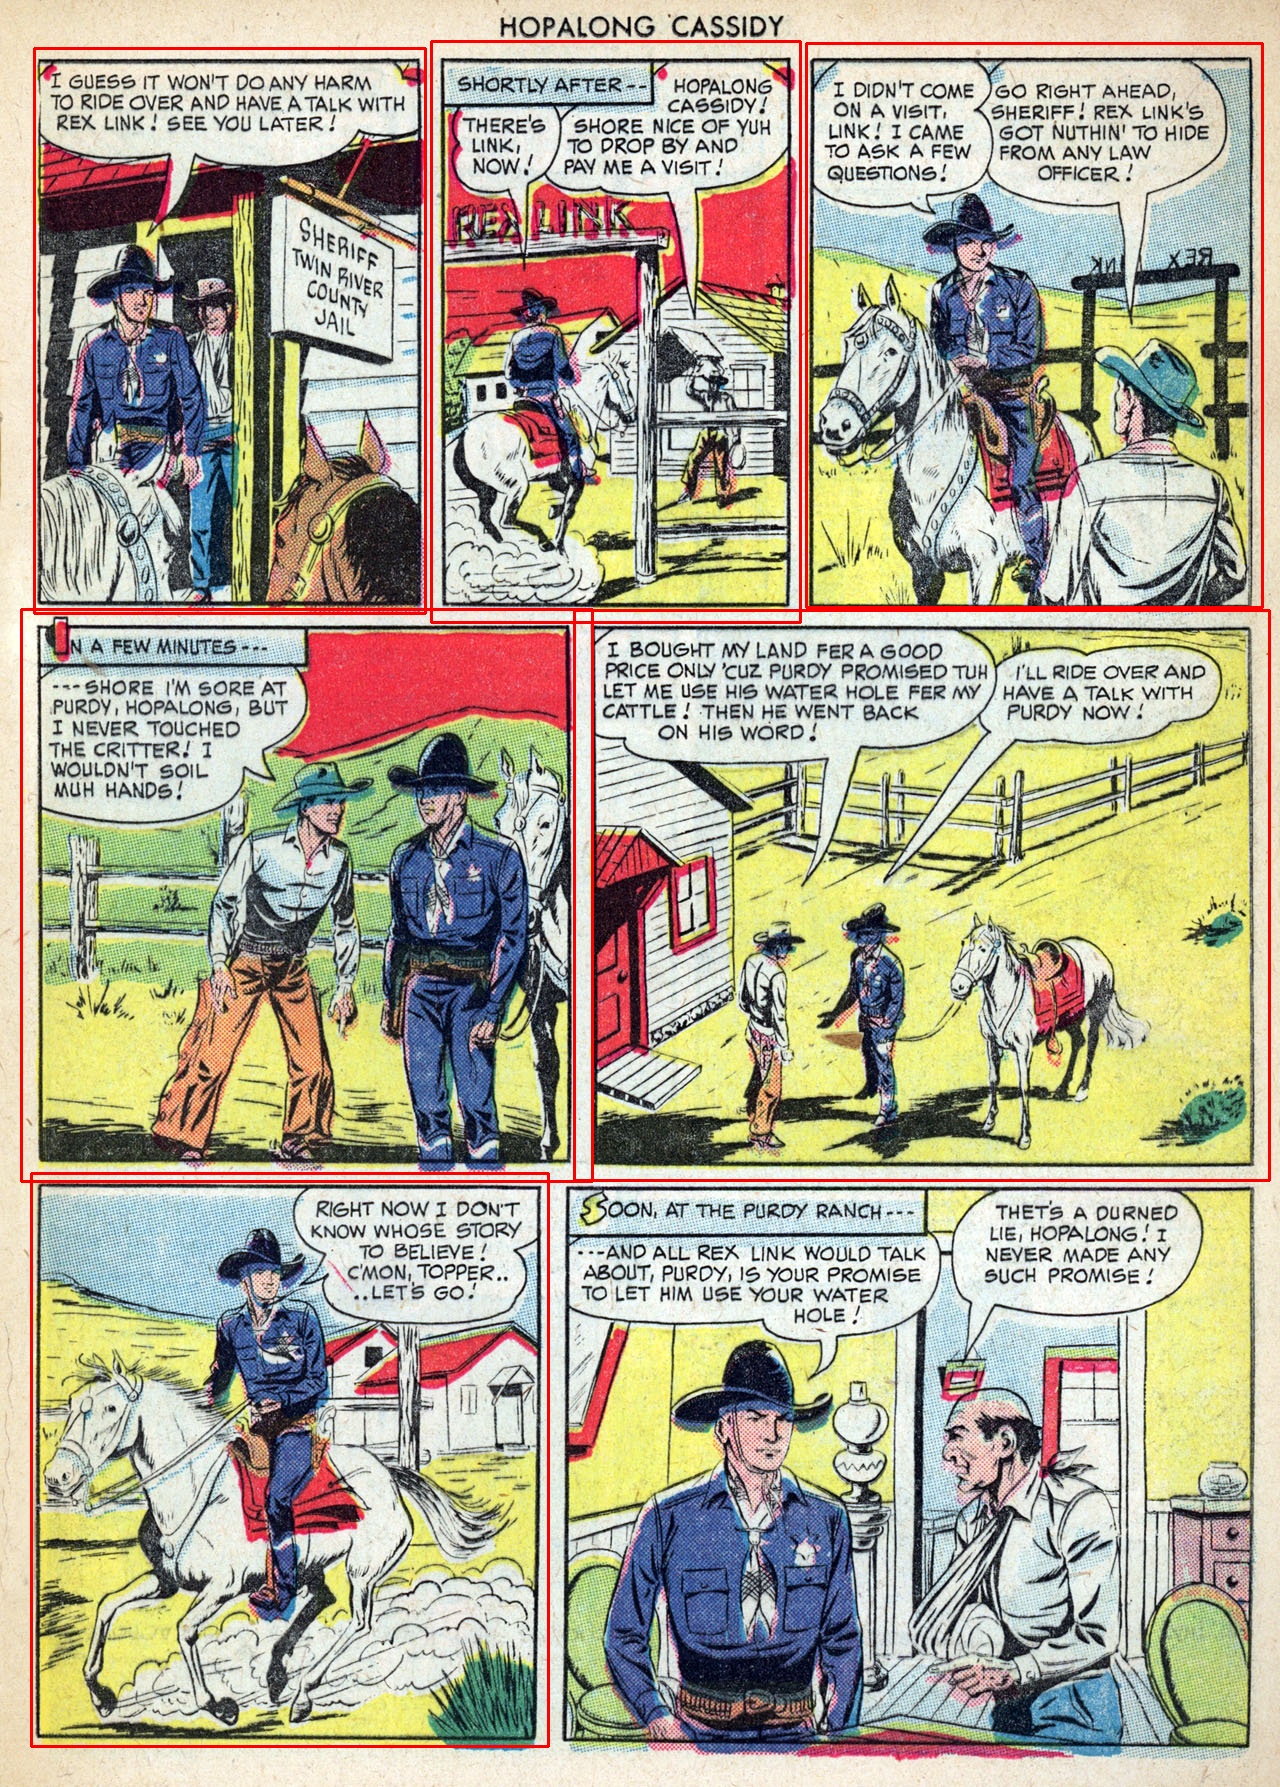 HOPALONG CASSIDY
I GUESS IT WON'T DO ANY HARM
TO RIDE OVER AND HAVE A TALK WITH
REX LINK! SEE YOU LATER!
SHERIFF
TWIN RIVER
COUNTY
JAIL
SHORTLY AFTER--
THERE'S
LINK,
NOW!
HOPALONG
CASSIDY!
SHORE NICE OF YUH
TO DROP BY AND
PAY ME A VISIT!
REX LINK
I DIDN'T COME
ON A VISIT,
LINK! I CAME
TO ASK A FEW
QUESTIONS!
GO RIGHT AHEAD,
SHERIFF! REX LINK'S
GOT NUTHIN' TO HIDE
FROM ANY LAW
OFFICER!
REX LINK
IN A FEW MINUTES---
---SHORE I'M SORE AT
PURDY, HOPALONG, BUT
I NEVER TOUCHED
THE CRITTER! I
WOULDN'T SOIL
MUH HANDS!
I BOUGHT MY LAND FER A GOOD
PRICE ONLY 'CUZ PURDY PROMISED TUH
LET ME USE HIS WATER HOLE FER MY
CATTLE! THEN HE WENT BACK
ON HIS WORD!
I'LL RIDE OVER AND
HAVE A TALK WITH
PURDY NOW!
RIGHT NOW I DON'T
KNOW WHOSE STORY
TO BELIEVE!
C'MON, TOPPER..
..LET'S GO!
SOON, AT THE PURDY RANCH---
---AND ALL REX LINK WOULD TALK
ABOUT, PURDY, IS YOUR PROMISE
TO LET HIM USE YOUR WATER
HOLE!
THET'S A DURNED
LIE, HOPALONG! I
NEVER MADE ANY
SUCH PROMISE!